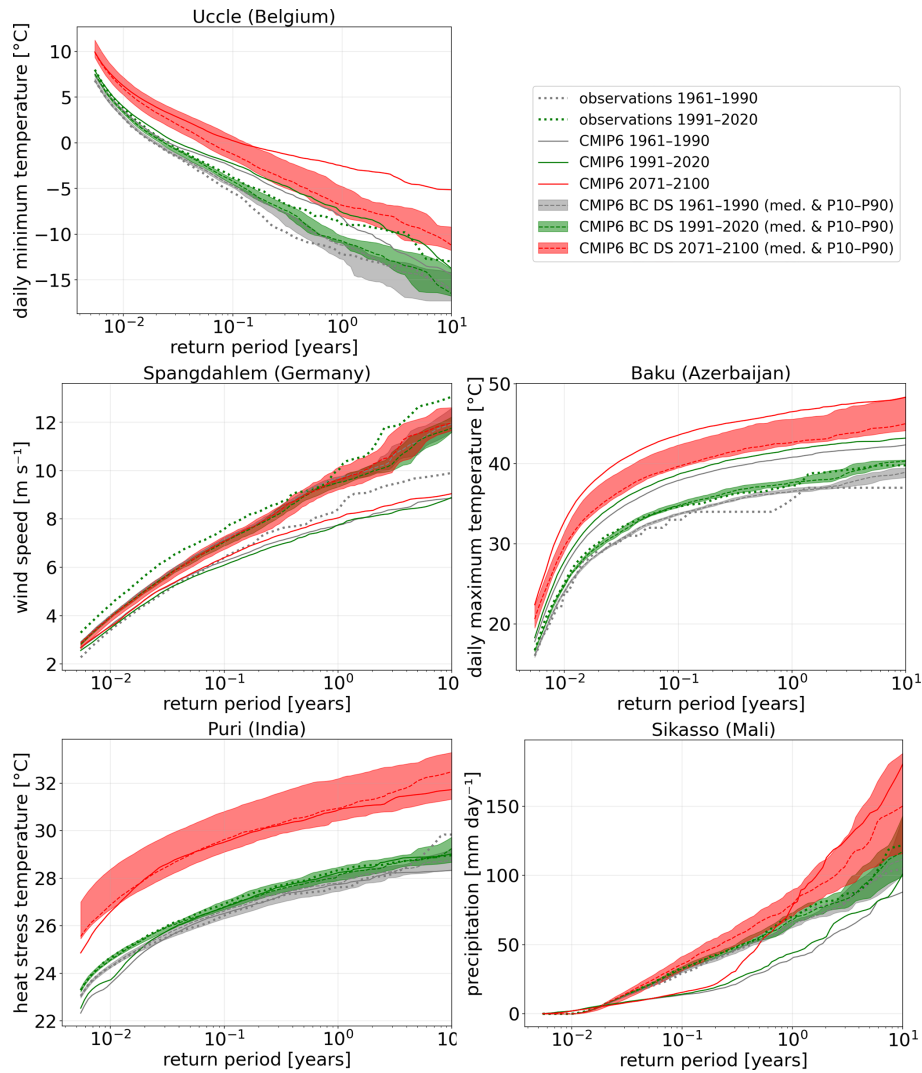 Uccle (Belgium)
daily minimum temperature [°C]
10
5
0
−5
−10
−15
10⁻² 10⁻¹ 10⁰ 10¹
return period [years]
observations 1961–1990
observations 1991–2020
CMIP6 1961–1990
CMIP6 1991–2020
CMIP6 2071–2100
CMIP6 BC DS 1961–1990 (med. & P10–P90)
CMIP6 BC DS 1991–2020 (med. & P10–P90)
CMIP6 BC DS 2071–2100 (med. & P10–P90)
Spangdahlem (Germany)
wind speed [m s⁻¹]
12
10
8
6
4
2
10⁻² 10⁻¹ 10⁰ 10¹
return period [years]
Baku (Azerbaijan)
daily maximum temperature [°C]
50
40
30
20
10⁻² 10⁻¹ 10⁰ 10¹
return period [years]
Puri (India)
heat stress temperature [°C]
32
30
28
26
24
22
10⁻² 10⁻¹ 10⁰ 10
return period [years]
Sikasso (Mali)
precipitation [mm day⁻¹]
150
100
50
0
10⁻² 10⁻¹ 10⁰ 10¹
return period [years]